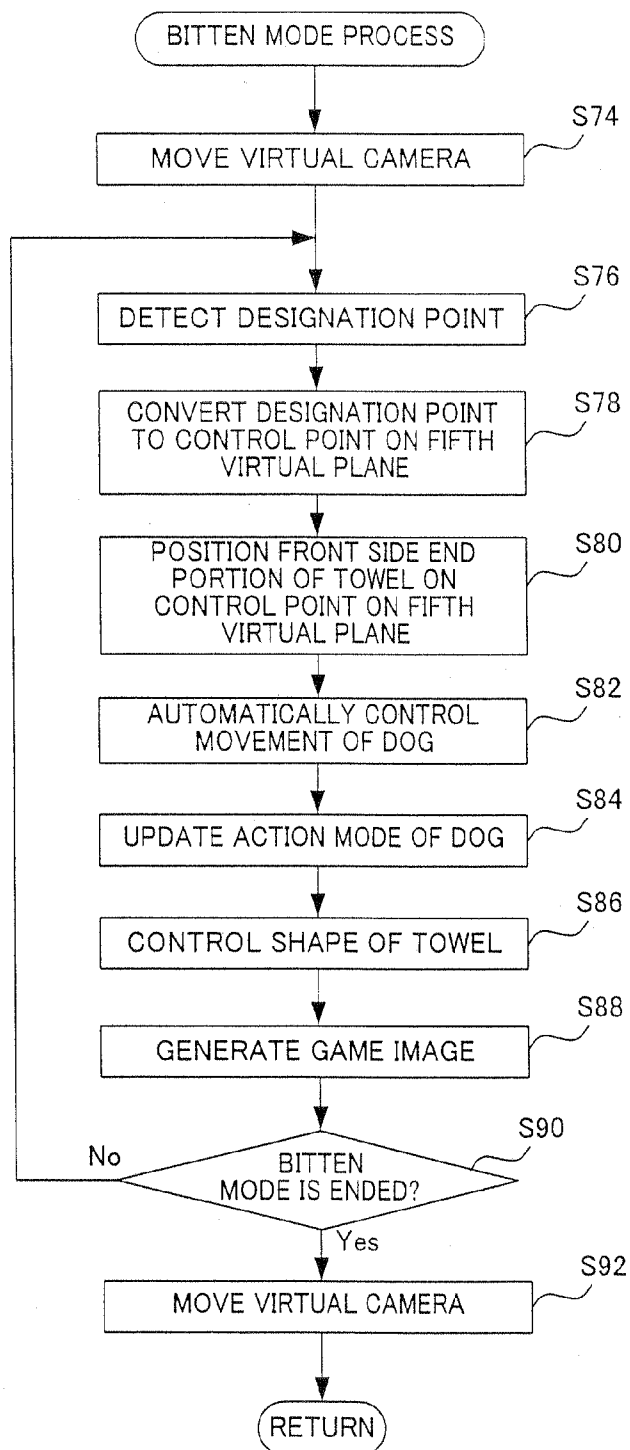 BITTEN MODE PROCESS
S74
MOVE VIRTUAL CAMERA
S76
DETECT DESIGNATION POINT
S78
CONVERT DESIGNATION POINT
TO CONTROL POINT ON FIFTH
VIRTUAL PLANE
S80
POSITION FRONT SIDE END
PORTION OF TOWEL ON
CONTROL POINT ON FIFTH
VIRTUAL PLANE
S82
AUTOMATICALLY CONTROL
MOVEMENT OF DOG
S84
UPDATE ACTION MODE OF DOG
S86
CONTROL SHAPE OF TOWEL
S88
GENERATE GAME IMAGE
S90
No
BITTEN
MODE IS ENDED?
Yes
S92
MOVE VIRTUAL CAMERA
RETURN